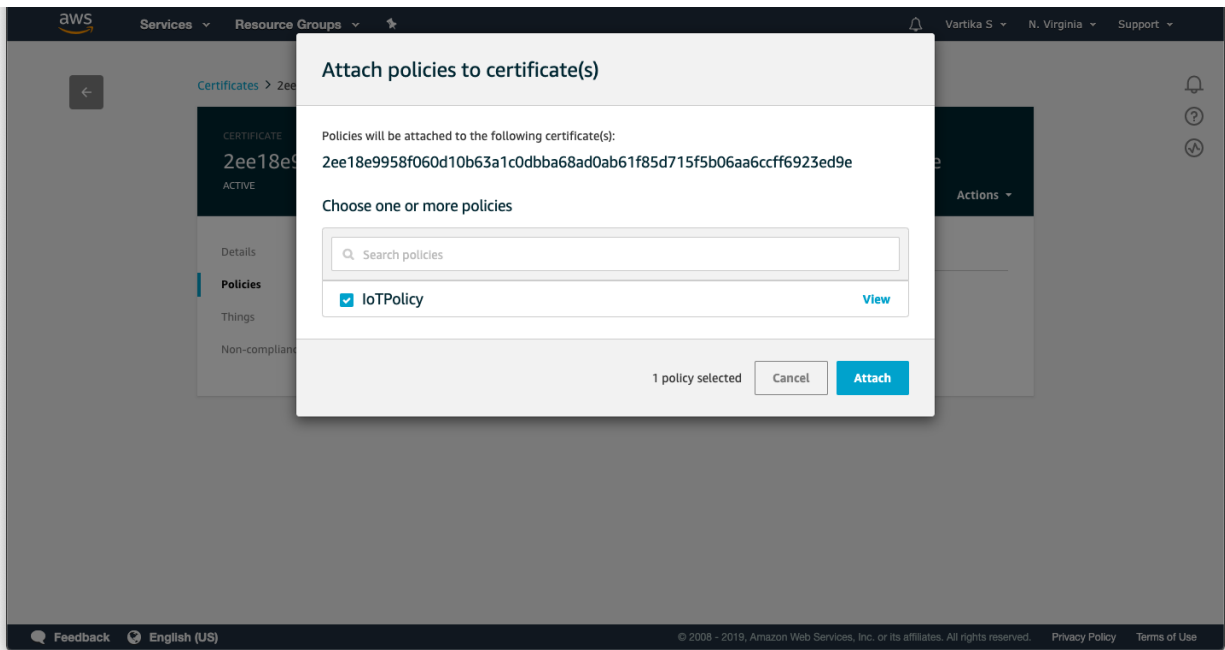 aws Services Resource Groups Vartika S N. Virginia Support
Attach policies to certificate(s)
Certificates > 2ee
Policies will be attached to the following certificate(s):
CERTIFICATE
2ee18e9958f060d10b63a1c0dbba68ad0ab61f85d715f5b06aa6ccff6923ed9e
2ee18e9
ACTIVE
Actions
Choose one or more policies
Search policies
Details
Policies
IoTPolicy View
Things
Non-complianc
1 policy selected Cancel Attach
Feedback English (US) © 2008 - 2019, Amazon Web Services, Inc. or its affiliates. All rights reserved. Privacy Policy Terms of Use